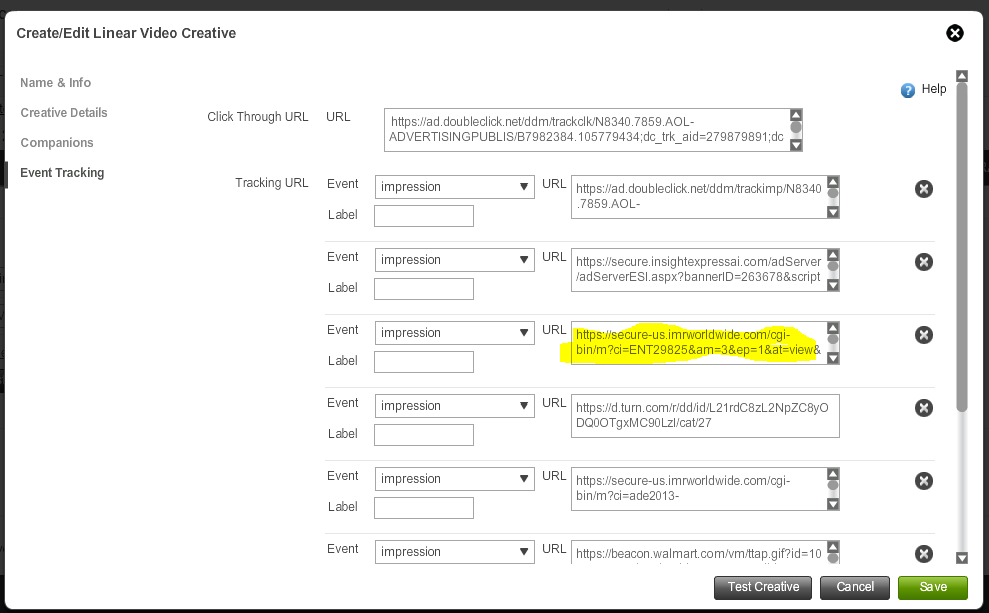 Create/Edit Linear Video Creative
Name & Info
Creative Details
Companions
Event Tracking
Help
Click Through URL URL
https://ad.doubleclick.net/ddm/trackclk/N8340.7859.AOL-
ADVERTISINGPUBLIS/B7982384.105779434;dc_trk_aid=279879891;dc
Tracking URL Event impression URL
https://ad.doubleclick.net/ddm/trackimp/N8340
.7859.AOL-
Label
Event impression URL
https://secure.insightexpressai.com/adServer
/adServerESI.aspx?bannerID=263678&script
Label
Event impression URL
https://secure-us.imrworldwide.com/cgi-
bin/m?ci=ENT29825&am=3&ep=1&at=view&
Label
Event impression URL
https://d.turn.com/r/dd/id/L21rdC8zL2NpZC8yO
DQ0OTgxMC90LzI/cat/27
Label
Event impression URL
https://secure-us.imrworldwide.com/cgi-
bin/m?ci=ade2013-
Label
Event impression URL
https://beacon.walmart.com/vm/ttap.gif?id=10
Test Creative Cancel Save